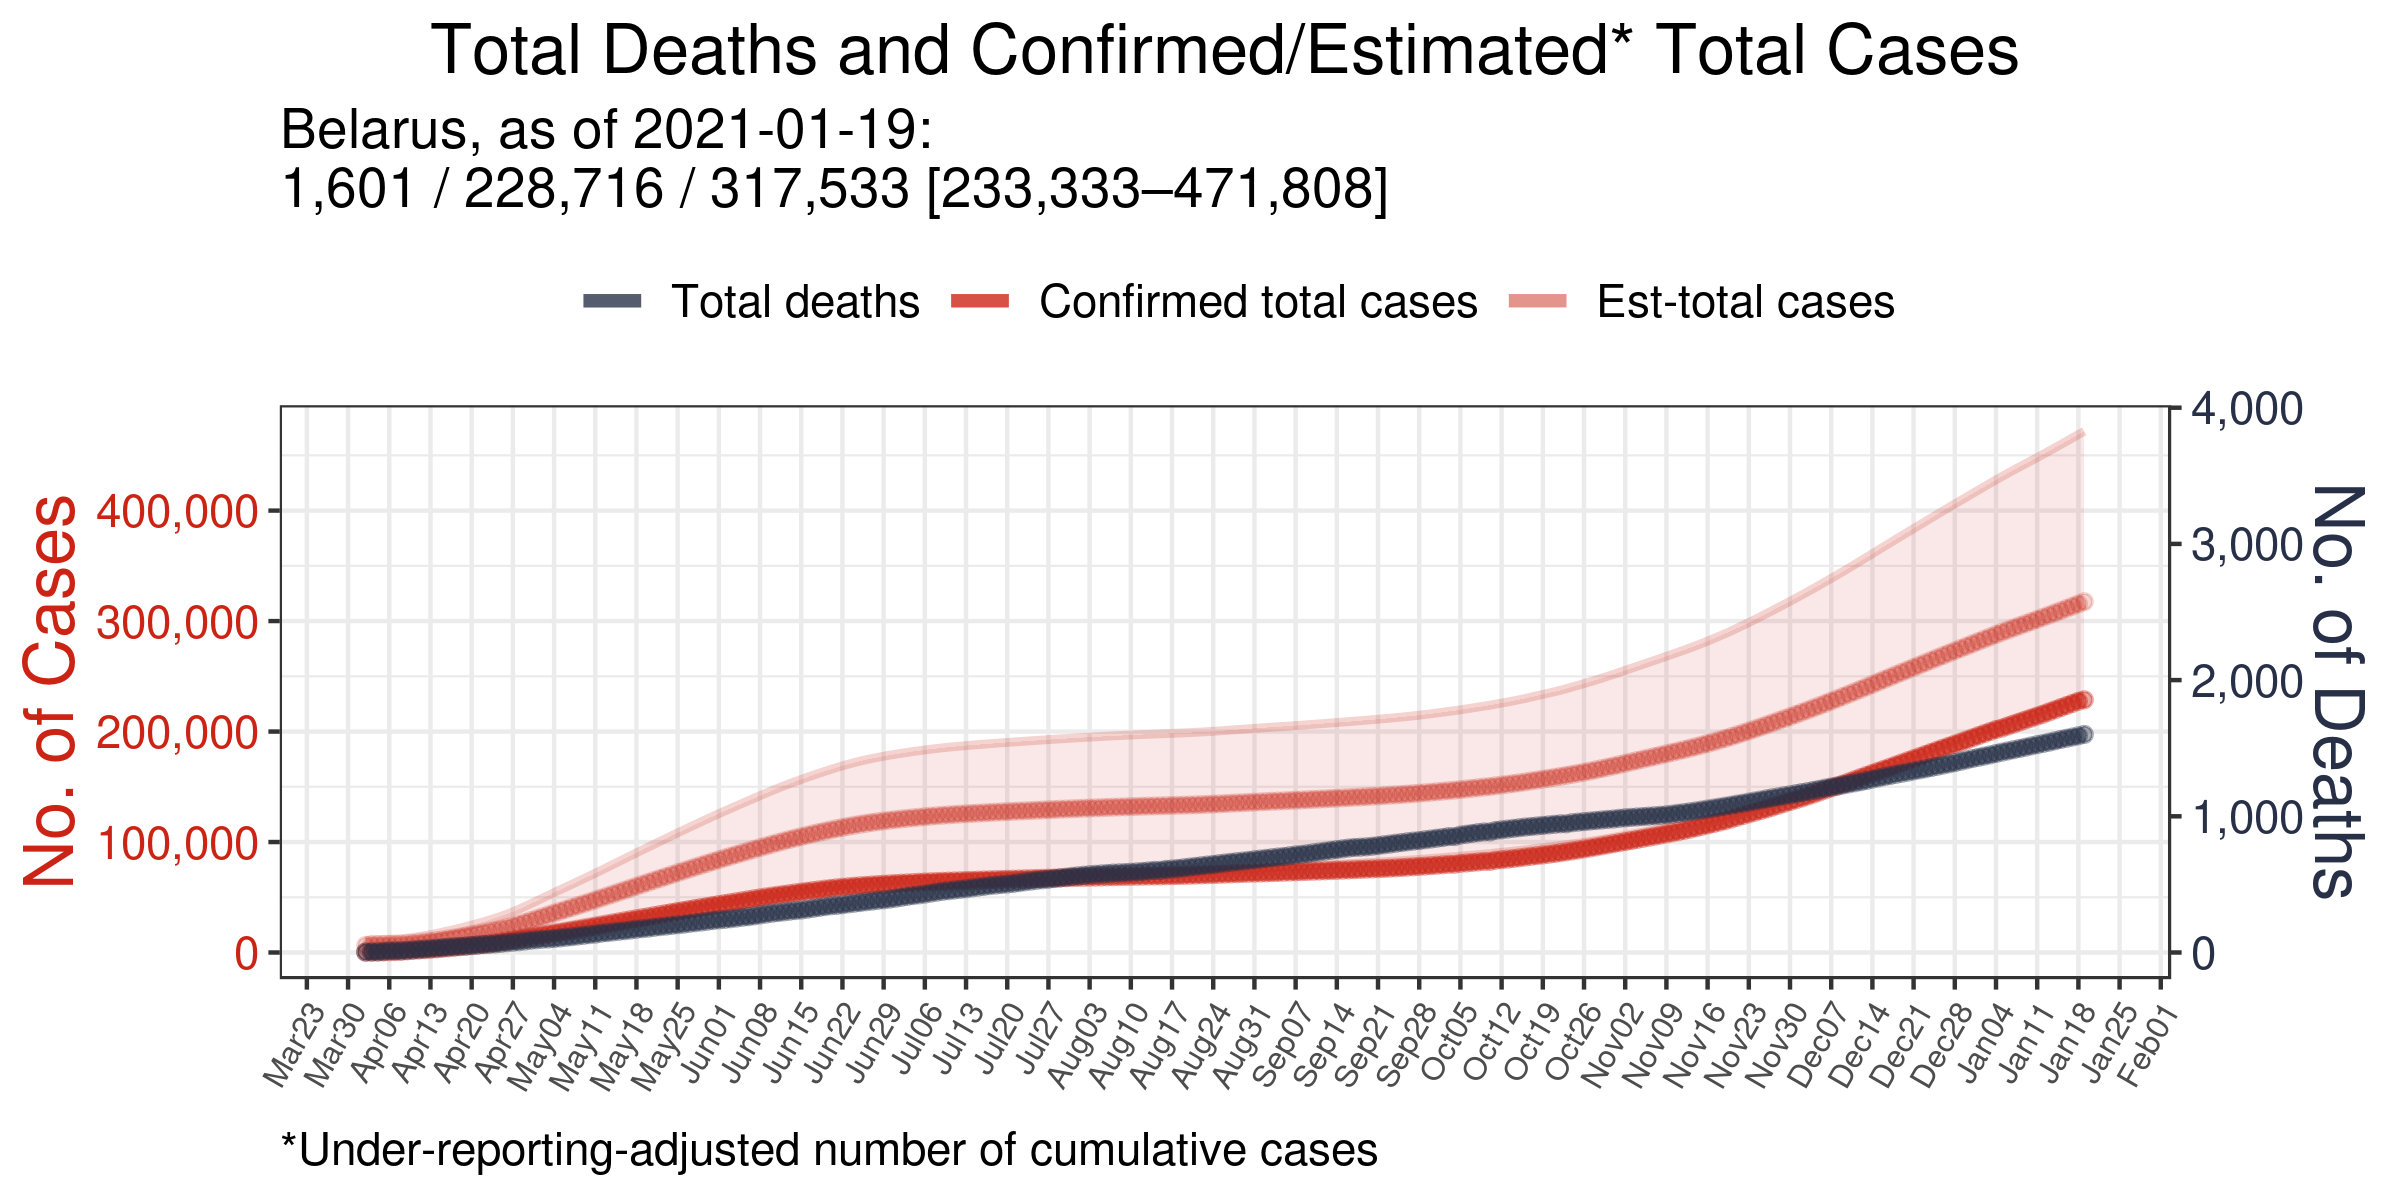 Total Deaths and Confirmed/Estimated* Total Cases
Belarus, as of 2021-01-19:
1,601 / 228,716 / 317,533 [233,333–471,808]
Total deaths
Confirmed total cases
Est-total cases
No. of Cases
400,000
300,000
200,000
100,000
0
4,000
3,000
2,000
1,000
0
No. of Deaths
Mar23
Mar30
Apr06
Apr13
Apr20
Apr27
May04
May11
May18
May25
Jun01
Jun08
Jun15
Jun22
Jun29
Jul06
Jul13
Jul20
Jul27
Aug03
Aug10
Aug17
Aug24
Aug31
Sep07
Sep14
Sep21
Sep28
Oct05
Oct12
Oct19
Oct26
Nov02
Nov09
Nov16
Nov23
Nov30
Dec07
Dec14
Dec21
Dec28
Jan04
Jan11
Jan18
Jan25
Feb01
*Under-reporting-adjusted number of cumulative cases